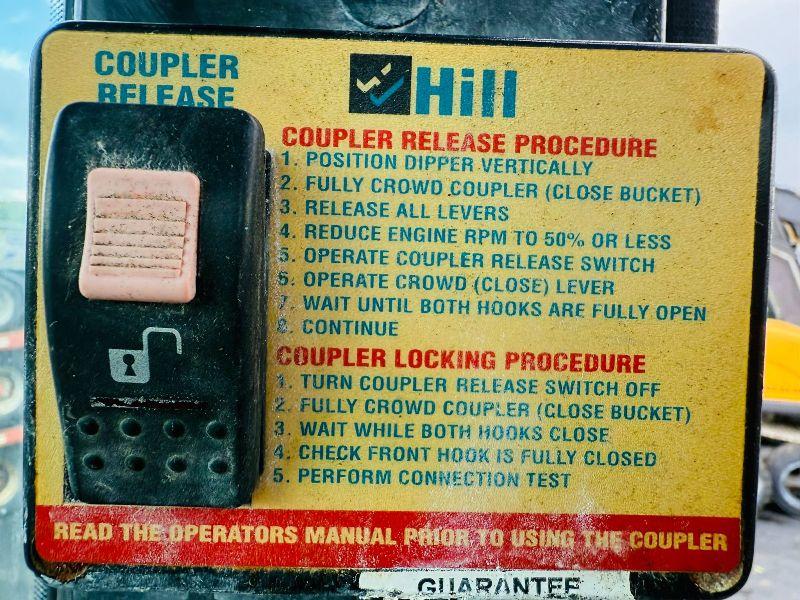 COUPLER
RELEASE
Hill
COUPLER RELEASE PROCEDURE
1. POSITION DIPPER VERTICALLY
2. FULLY CROWD COUPLER (CLOSE BUCKET)
3. RELEASE ALL LEVERS
4. REDUCE ENGINE RPM TO 50% OR LESS
5. OPERATE COUPLER RELEASE SWITCH
6. OPERATE CROWD (CLOSE) LEVER
7. WAIT UNTIL BOTH HOOKS ARE FULLY OPEN
8. CONTINUE
COUPLER LOCKING PROCEDURE
1. TURN COUPLER RELEASE SWITCH OFF
2. FULLY CROWD COUPLER (CLOSE BUCKET)
3. WAIT WHILE BOTH HOOKS CLOSE
4. CHECK FRONT HOOK IS FULLY CLOSED
5. PERFORM CONNECTION TEST
READ THE OPERATORS MANUAL PRIOR TO USING THE COUPLER
GUARANTEE